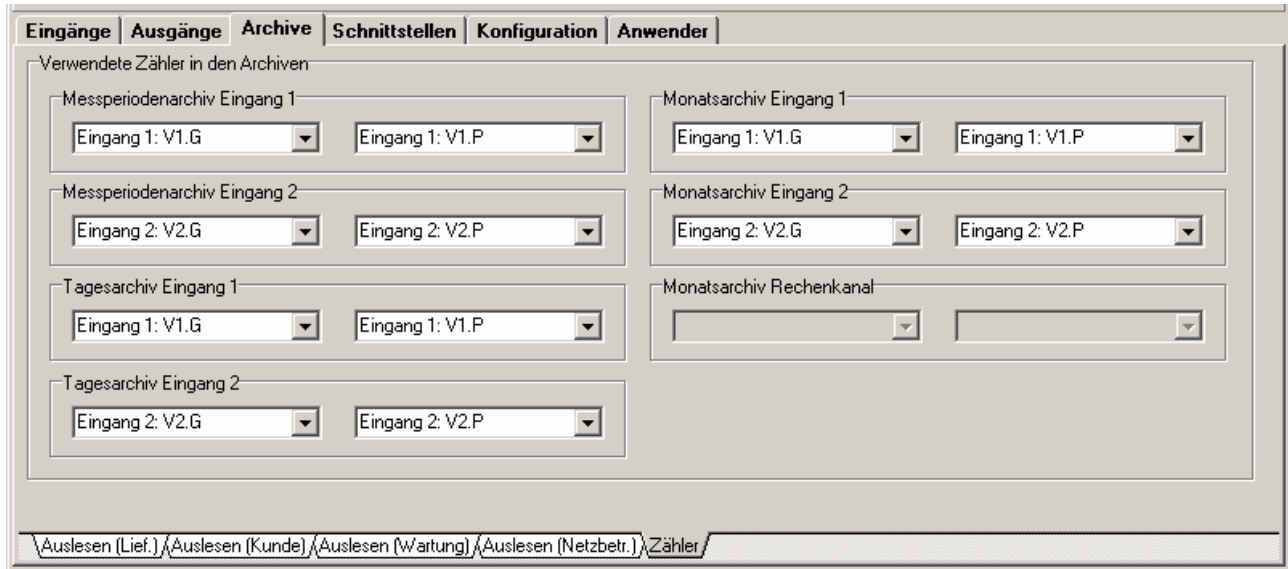 Eingänge Ausgänge Archive Schnittstellen Konfiguration Anwender
Verwendete Zähler in den Archiven
Messperiodenarchiv Eingang 1
Eingang 1: V1.G Eingang 1: V1.P
Monatsarchiv Eingang 1
Eingang 1: V1.G Eingang 1: V1.P
Messperiodenarchiv Eingang 2
Eingang 2: V2.G Eingang 2: V2.P
Monatsarchiv Eingang 2
Eingang 2: V2.G Eingang 2: V2.P
Tagesarchiv Eingang 1
Eingang 1: V1.G Eingang 1: V1.P
Monatsarchiv Rechenkanal
Tagesarchiv Eingang 2
Eingang 2: V2.G Eingang 2: V2.P
Auslesen (Lief.) Auslesen (Kunde) Auslesen (Wartung) Auslesen (Netzbetr.) Zähler